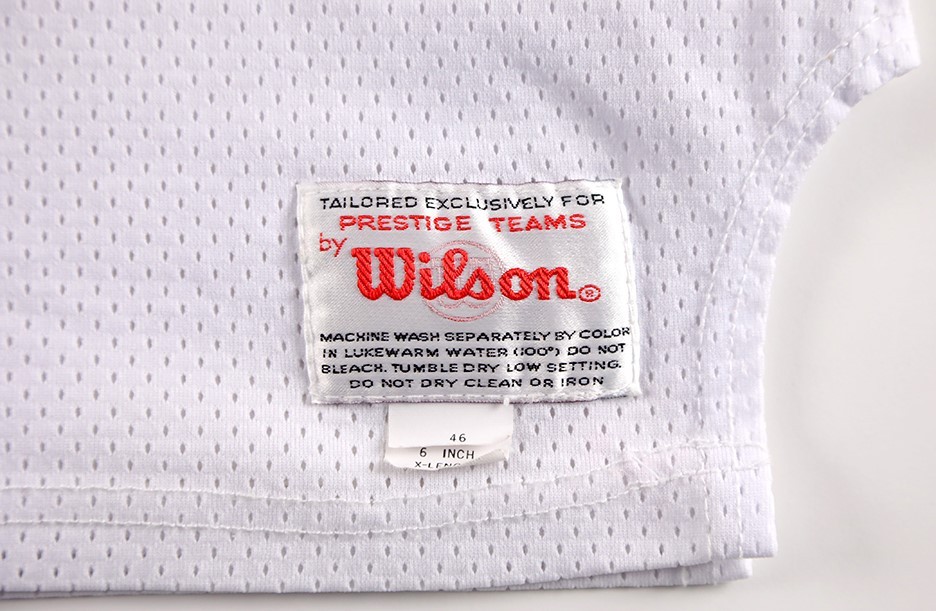 TAILORED EXCLUSIVELY FOR
PRESTIGE TEAMS
by Wilson®
MACHINE WASH SEPARATELY BY COLOR
IN LUKEWARM WATER (100°) DO NOT
BLEACH. TUMBLE DRY LOW SETTING.
DO NOT DRY CLEAN OR IRON
46
6 INCH